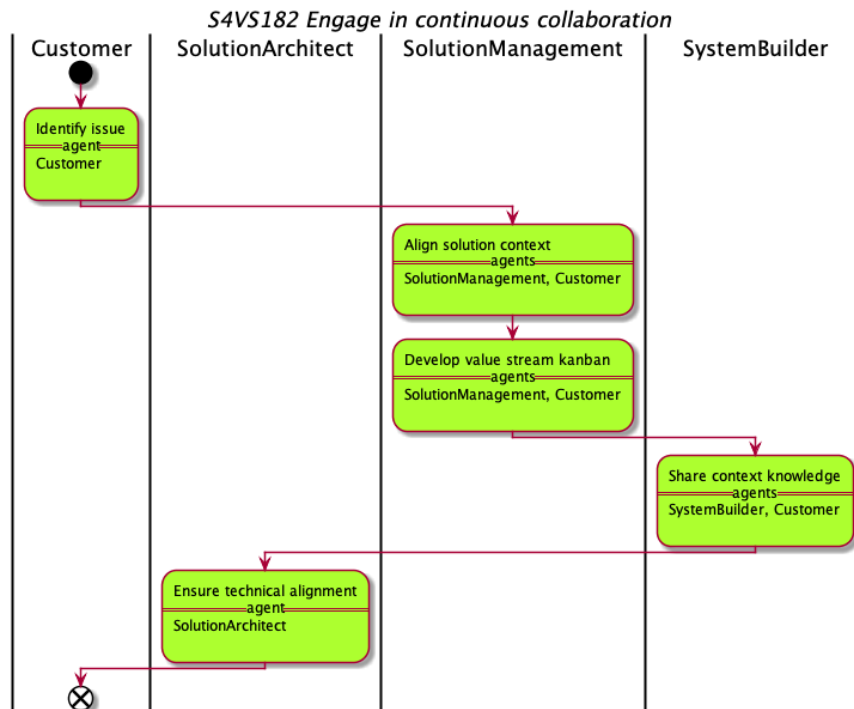 S4VS182 Engage in continuous collaboration
Customer
SolutionArchitect
SolutionManagement
SystemBuilder
Identify issue
agent
Customer
Align solution context
agents
SolutionManagement, Customer
Develop value stream kanban
agents
SolutionManagement, Customer
Share context knowledge
agents
SystemBuilder, Customer
Ensure technical alignment
agent
SolutionArchitect